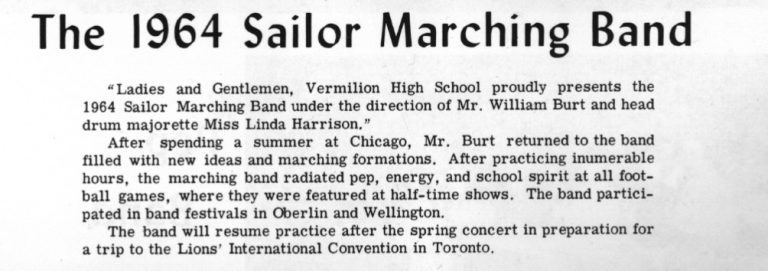 The 1964 Sailor Marching Band
"Ladies and Gentlemen, Vermilion High School proudly presents the
1964 Sailor Marching Band under the direction of Mr. William Burt and head
drum majorette Miss Linda Harrison."
After spending a summer at Chicago, Mr. Burt returned to the band
filled with new ideas and marching formations. After practicing inumerable
hours, the marching band radiated pep, energy, and school spirit at all foot-
ball games, where they were featured at half-time shows. The band partici-
pated in band festivals in Oberlin and Wellington.
The band will resume practice after the spring concert in preparation for
a trip to the Lions' International Convention in Toronto.